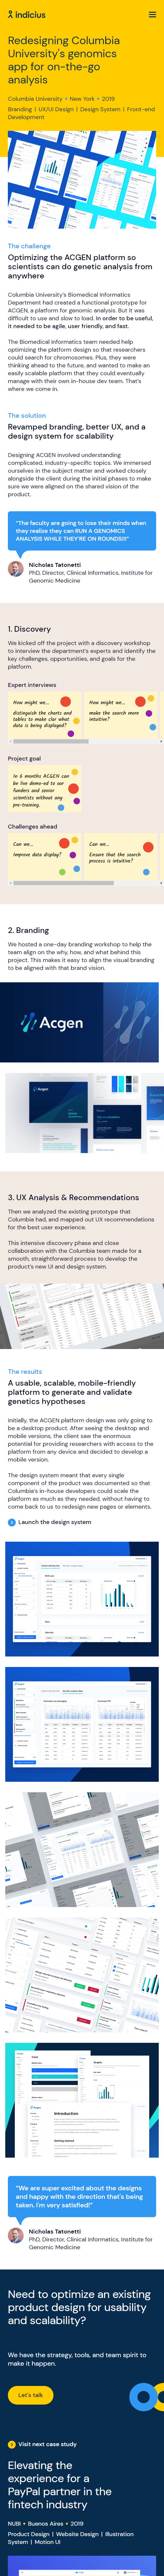 indicius
Redesigning Columbia
University's genomics
app for on-the-go
analysis
Columbia University • New York • 2019
Branding | UX/UI Design | Design System | Front-end
Development
The challenge
Optimizing the ACGEN platform so
scientists can do genetic analysis from
anywhere
Columbia University's Biomedical Informatics
Department had created a functional prototype for
ACGEN, a platform for genomic analysis. But it was
difficult to use and slow to load. In order to be useful,
it needed to be agile, user friendly, and fast.
The Biomedical Informatics team needed help
optimizing the platform design so that researchers
could search chromosomes. Plus, they were
thinking ahead to the future, and wanted to make an
easily scalable platform that they could eventually
manage with their own in-house dev team. That's
where we come in.
The solution
Revamped branding, better UX, and a
design system for scalability
Designing ACGEN involved understanding
complicated, industry-specific topics. We immersed
ourselves in the subject matter and worked closely
alongside the client during the initial phases to make
sure we were aligned on the shared vision of the
product.
"The faculty are going to lose their minds when
they realize they can RUN A GENOMICS
ANALYSIS WHILE THEY'RE ON ROUNDS!!!"
Nicholas Tatonetti
PhD, Director, Clinical Informatics, Institute for
Genomic Medicine
1. Discovery
We kicked off the project with a discovery workshop
to interview the department's experts and identify the
key challenges, opportunities, and goals for the
platform.
Expert interviews
How might we...
distinguish the charts and
tables to make clar what
data is being displayed?
How might we...
make the search more
intuitive?
Project goal
In 6 months ACGEN can
be live demo-ed to our
funders and senior
scientists without any
pre-training.
Challenges ahead
Can we...
Improve data display?
Can we...
Ensure that the search
process is intuitive?
2. Branding
We hosted a one-day branding workshop to help the
team align on the why, how, and what behind this
project. This makes it easy to align the visual branding
to be aligned with that brand vision.
Acgen
Acgen
3. UX Analysis & Recommendations
Then we analyzed the existing prototype that
Columbia had, and mapped out UX recommendations
for the best user experience.
This intensive discovery phase and close
collaboration with the Columbia team made for a
smooth, straightforward process to develop the
product's new UI and design system.
The results
A usable, scalable, mobile-friendly
platform to generate and validate
genetics hypotheses
Initially, the ACGEN platform design was only going to
be a desktop product. After seeing the desktop and
mobile versions, the client saw the enormous
potential for providing researchers with access to the
platform from any device and decided to develop a
mobile version.
The design system meant that every single
component of the product was documented so that
Columbia's in-house developers could scale the
platform as much as they needed, without having to
come back to us to redesign new pages or elements.
Launch the design system
Introduction
"We are super excited about the designs
and happy with the direction that's being
taken. I'm very satisfied!"
Nicholas Tatonetti
PhD, Director, Clinical Informatics, Institute for
Genomic Medicine
Need to optimize an existing
product design for usability
and scalability?
We have the strategy, tools, and team spirit to
make it happen.
Let's talk
Visit next case study
Elevating the
experience for a
PayPal partner in the
fintech industry
NUBI • Buenos Aires • 2019
Product Design | Website Design | Illustration
System | Motion UI